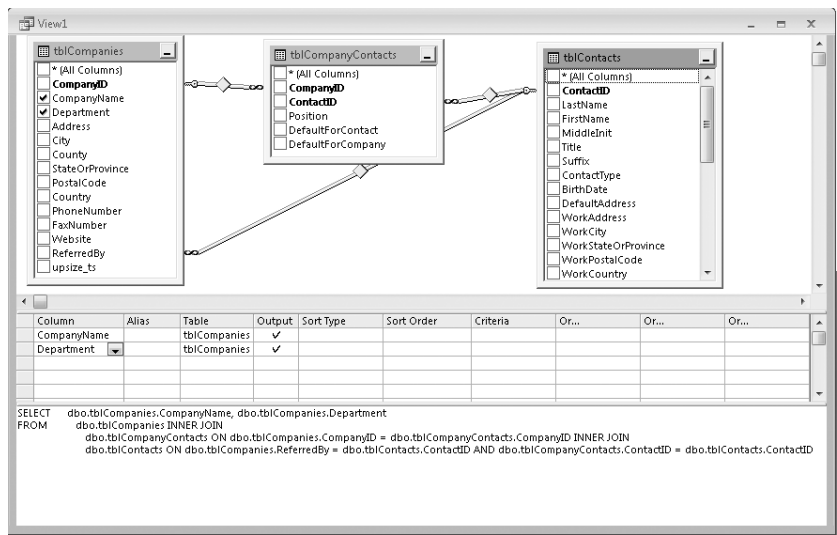 View1
tblCompanies
* (All Columns)
CompanyID
CompanyName
Department
Address
City
County
StateOrProvince
PostalCode
Country
PhoneNumber
FaxNumber
Website
ReferredBy
upsize_ts
tblCompanyContacts
* (All Columns)
CompanyID
ContactID
Position
DefaultForContact
DefaultForCompany
tblContacts
* (All Columns)
ContactID
LastName
FirstName
MiddleInit
Title
Suffix
ContactType
BirthDate
DefaultAddress
WorkAddress
WorkCity
WorkStateOrProvince
WorkPostalCode
WorkCountry
Column Alias Table Output Sort Type Sort Order Criteria Or... Or... Or...
CompanyName tblCompanies
Department tblCompanies
SELECT dbo.tblCompanies.CompanyName, dbo.tblCompanies.Department
FROM dbo.tblCompanies INNER JOIN
dbo.tblCompanyContacts ON dbo.tblCompanies.CompanyID = dbo.tblCompanyContacts.CompanyID INNER JOIN
dbo.tblContacts ON dbo.tblCompanies.ReferredBy = dbo.tblContacts.ContactID AND dbo.tblCompanyContacts.ContactID = dbo.tblContacts.ContactID